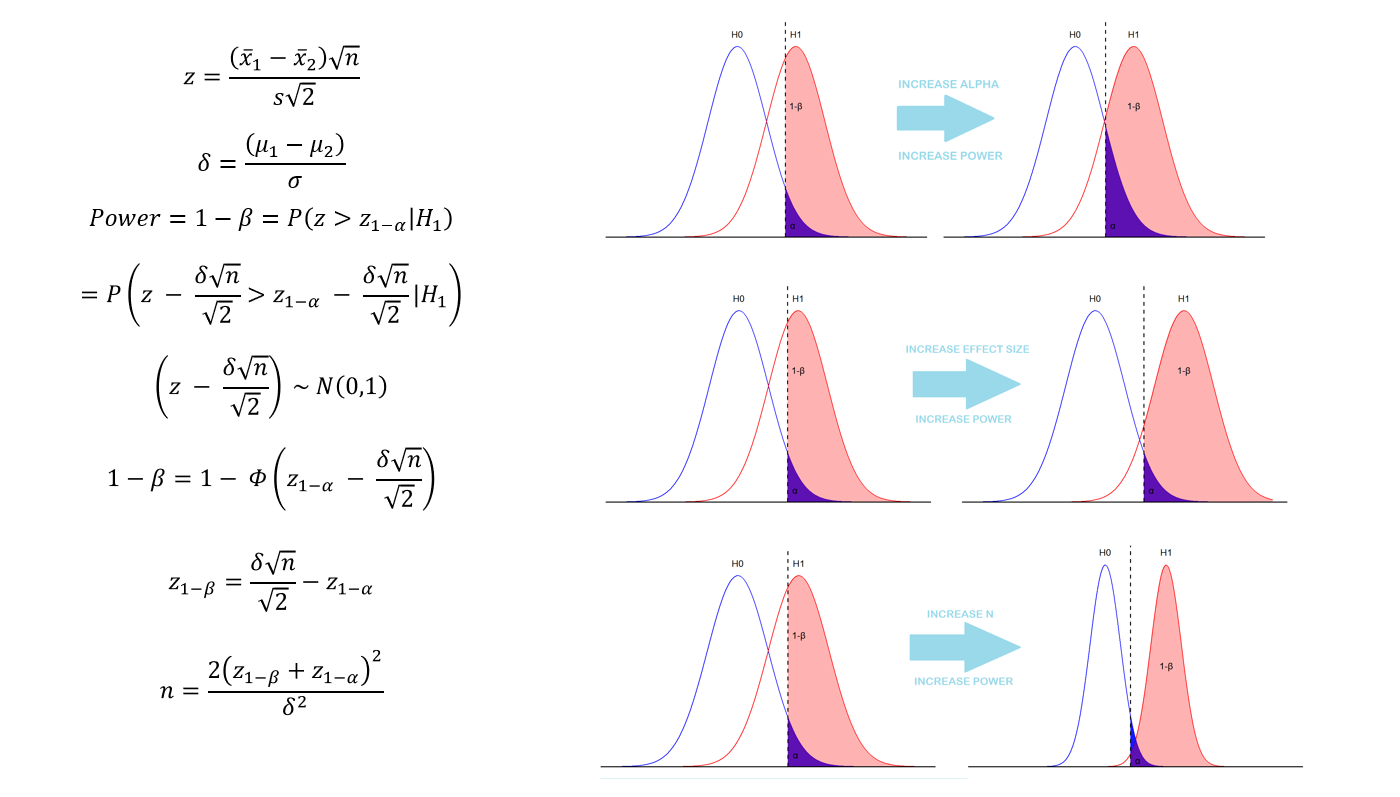 z = (x̄₁ − x̄₂)√n / s√2
δ = (μ₁ − μ₂) / σ
Power = 1 − β = P(z > z₁₋α|H₁)
= P(z − δ√n/√2 > z₁₋α − δ√n/√2 |H₁)
(z − δ√n/√2) ~ N(0,1)
1 − β = 1 − Φ(z₁₋α − δ√n/√2)
z₁₋β = δ√n/√2 − z₁₋α
n = 2(z₁₋β + z₁₋α)² / δ²
H0 H1
1-β
α
INCREASE ALPHA
INCREASE POWER
H0 H1
1-β
α
H0 H1
1-β
α
INCREASE EFFECT SIZE
INCREASE POWER
H0 H1
1-β
α
H0 H1
1-β
α
INCREASE N
INCREASE POWER
H0 H1
1-β
α